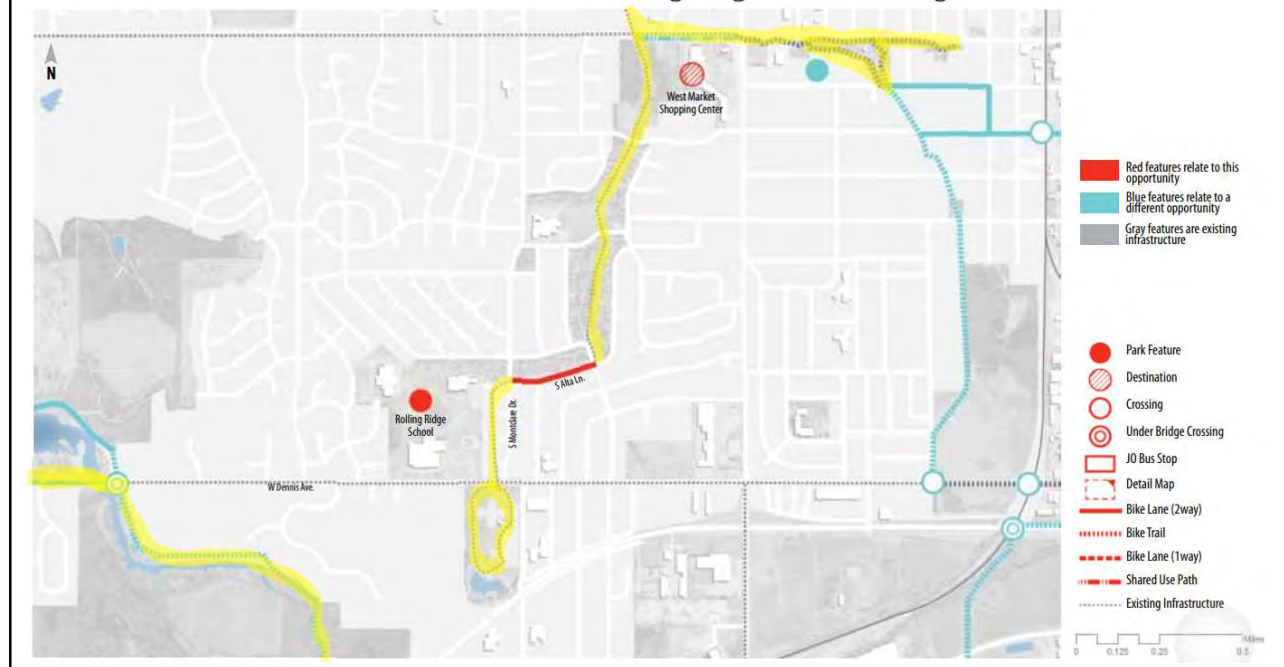 N
West Market
Shopping Center
S Alta Ln.
S Montclare Dr.
Rolling Ridge
School
W Dennis Ave.
Red features relate to this
opportunity
Blue features relate to a
different opportunity
Gray features are existing
infrastructure
Park Feature
Destination
Crossing
Under Bridge Crossing
JO Bus Stop
Detail Map
Bike Lane (2way)
Bike Trail
Bike Lane (1way)
Shared Use Path
Existing Infrastructure
Miles
0 0.125 0.25 0.5